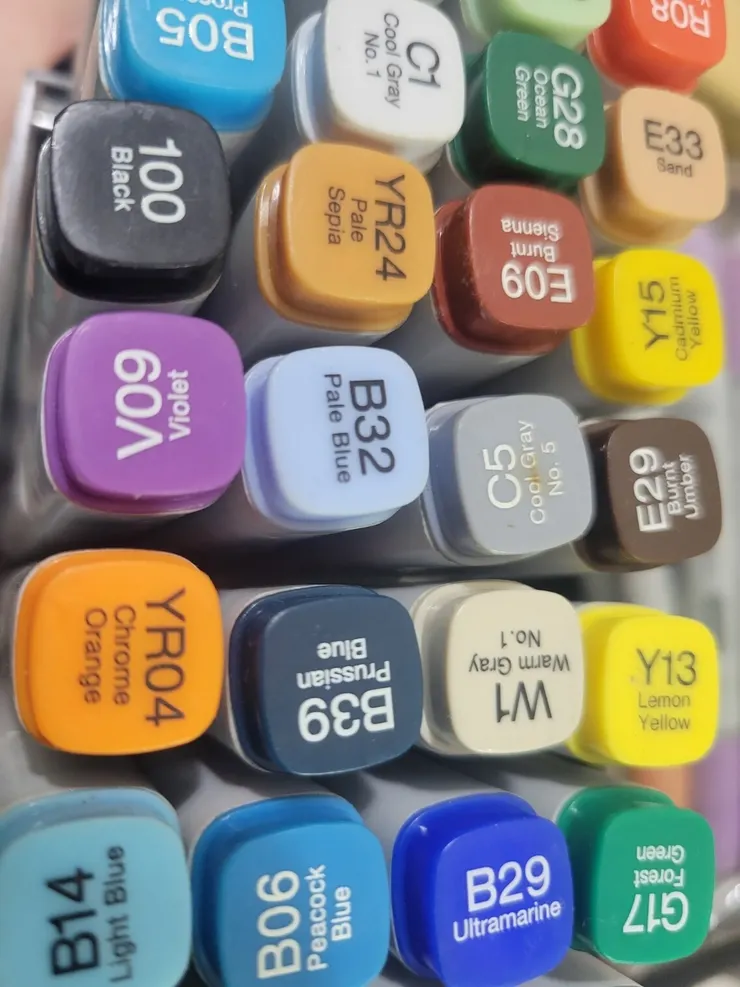 B05
C1
Cool Gray
No. 1
G28
Ocean
Green
R08
100
Black
YR24
Pale
Sepia
E09
Burnt
Sienna
E33
Sand
Y15
Cadmium
Yellow
V09
Violet
B32
Pale Blue
C5
Cool Gray
No. 5
E29
Burnt
Umber
YR04
Chrome
Orange
B39
Prussian
Blue
W1
Warm Gray
No.1
Y13
Lemon
Yellow
B14
Light Blue
B06
Peacock
Blue
B29
Ultramarine
G17
Forest
Green